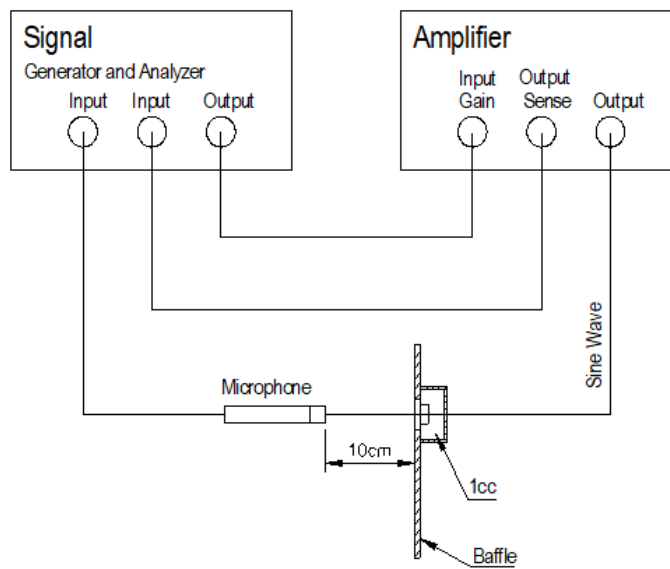 Signal
Generator and Analyzer
Input
Input
Output
Amplifier
Input
Gain
Output
Sense
Output
Sine Wave
Microphone
10cm
1cc
Baffle